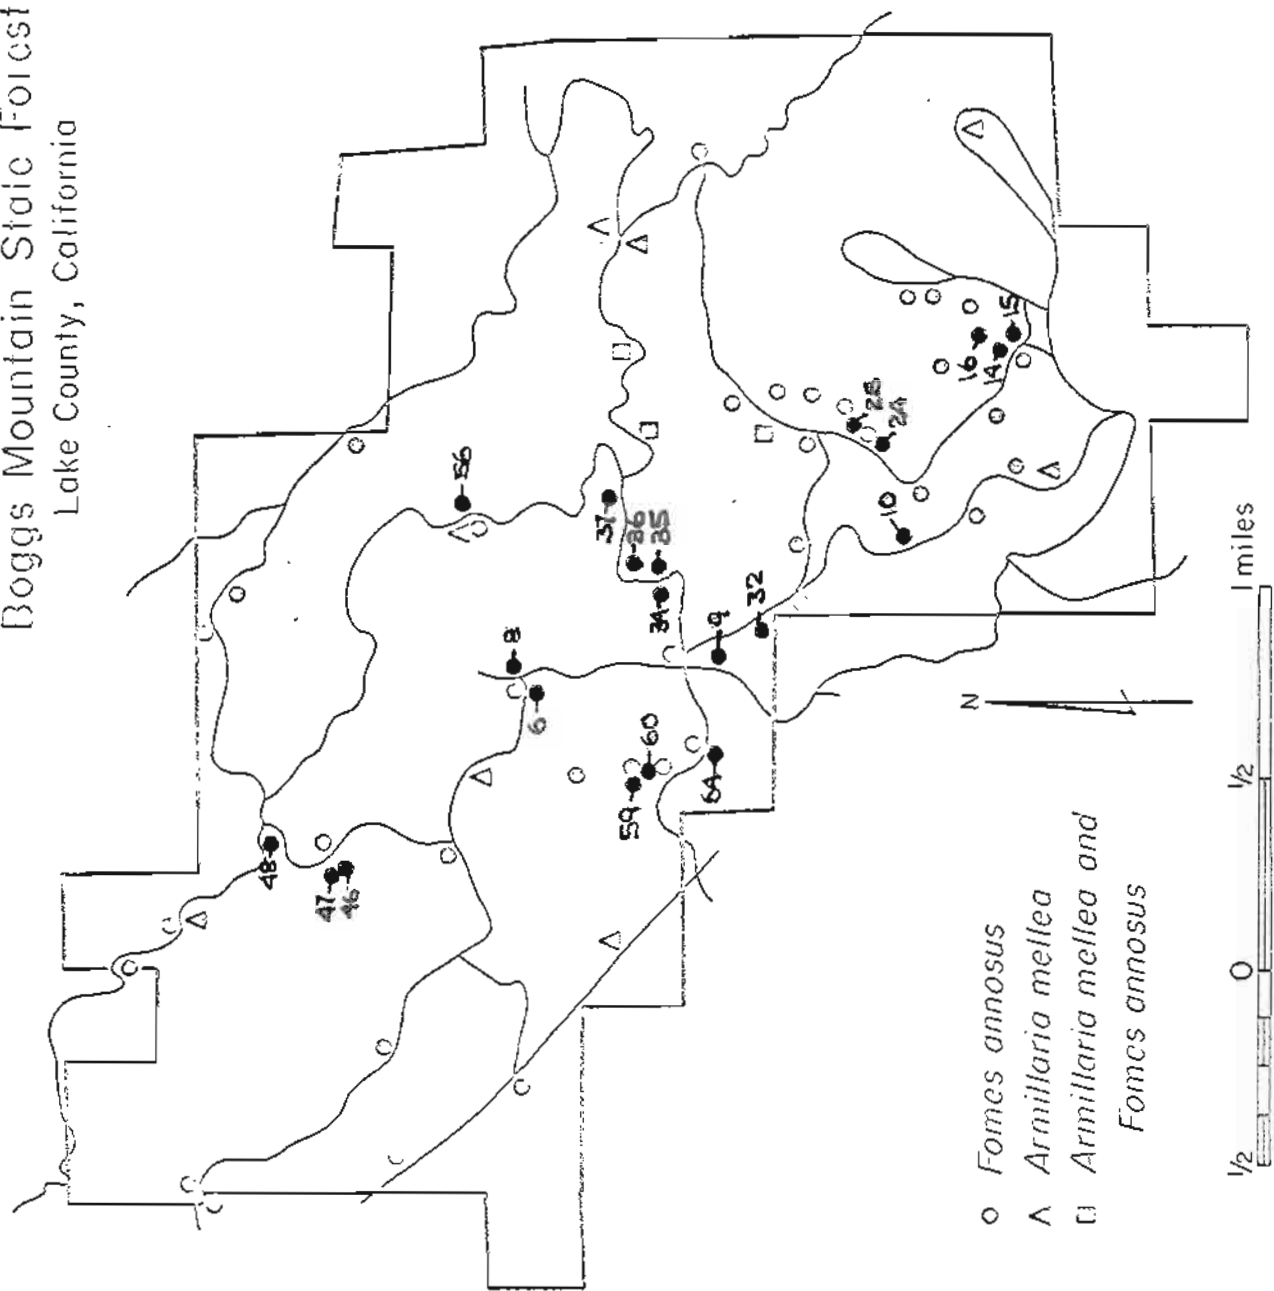 Boggs Mountain State Forest
Lake County, California
48
47
46
56
8
6
37
36
35
34
9
32
59
60
64
10
25
24
16
14
15
N
○ Fomes annosus
△ Armillaria mellea
□ Armillaria mellea and
Fomes annosus
1/2 0 1/2 1 miles